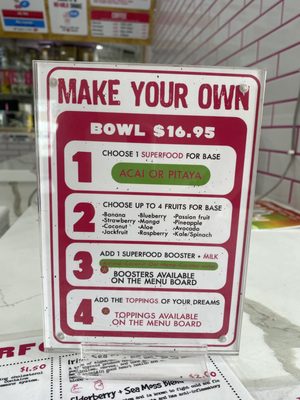 MAKE YOUR OWN
BOWL $16.95
1
CHOOSE 1 SUPERFOOD FOR BASE
ACAI OR PITAYA
2
CHOOSE UP TO 4 FRUITS FOR BASE
-Banana -Blueberry -Passion fruit
-Strawberry -Mango -Pineapple
-Coconut -Aloe -Avocado
-Jackfruit -Raspberry -Kale/Spinach
3
ADD 1 SUPERFOOD BOOSTER + MILK
BOOSTERS AVAILABLE
ON THE MENU BOARD
4
ADD THE TOPPINGS OF YOUR DREAMS
TOPPINGS AVAILABLE
ON THE MENU BOARD
$1.50
$2.00
Elderberry + Sea Moss